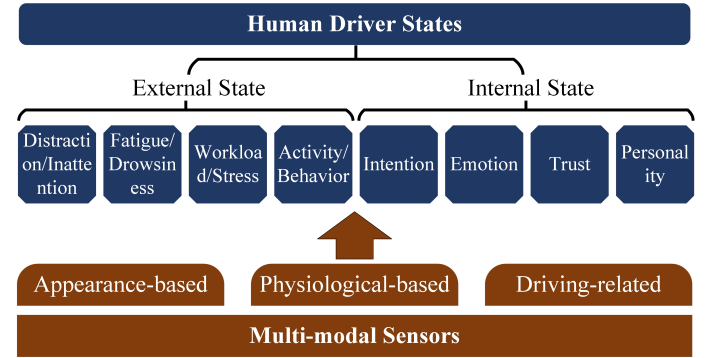 Human Driver States
External State
Internal State
Distracti
on/Inatte
ntion
Fatigue/
Drowsin
ess
Workloa
d/Stress
Activity/
Behavior
Intention
Emotion
Trust
Personal
ity
Appearance-based
Physiological-based
Driving-related
Multi-modal Sensors